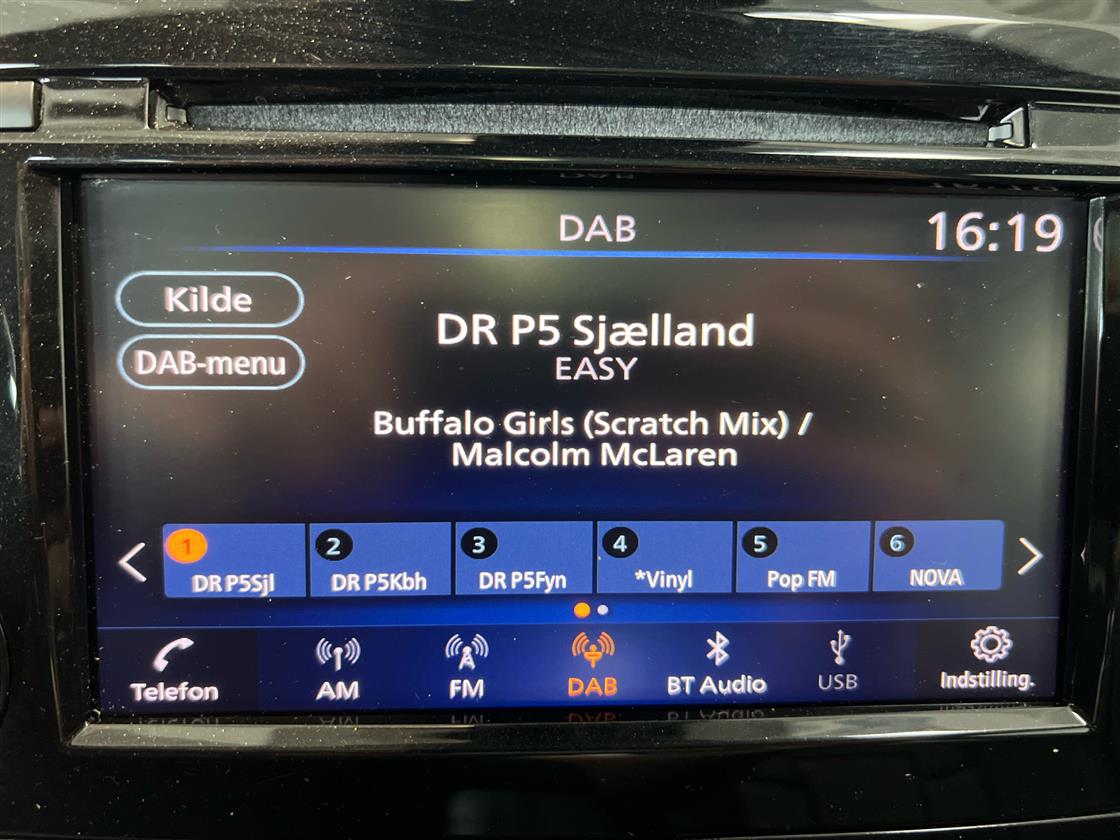 DAB
16:19
Kilde
DAB-menu
DR P5 Sjælland
EASY
Buffalo Girls (Scratch Mix) /
Malcolm McLaren
1 DR P5Sjl
2 DR P5Kbh
3 DR P5Fyn
4 *Vinyl
5 Pop FM
6 NOVA
Telefon
AM
FM
DAB
BT Audio
USB
Indstilling.